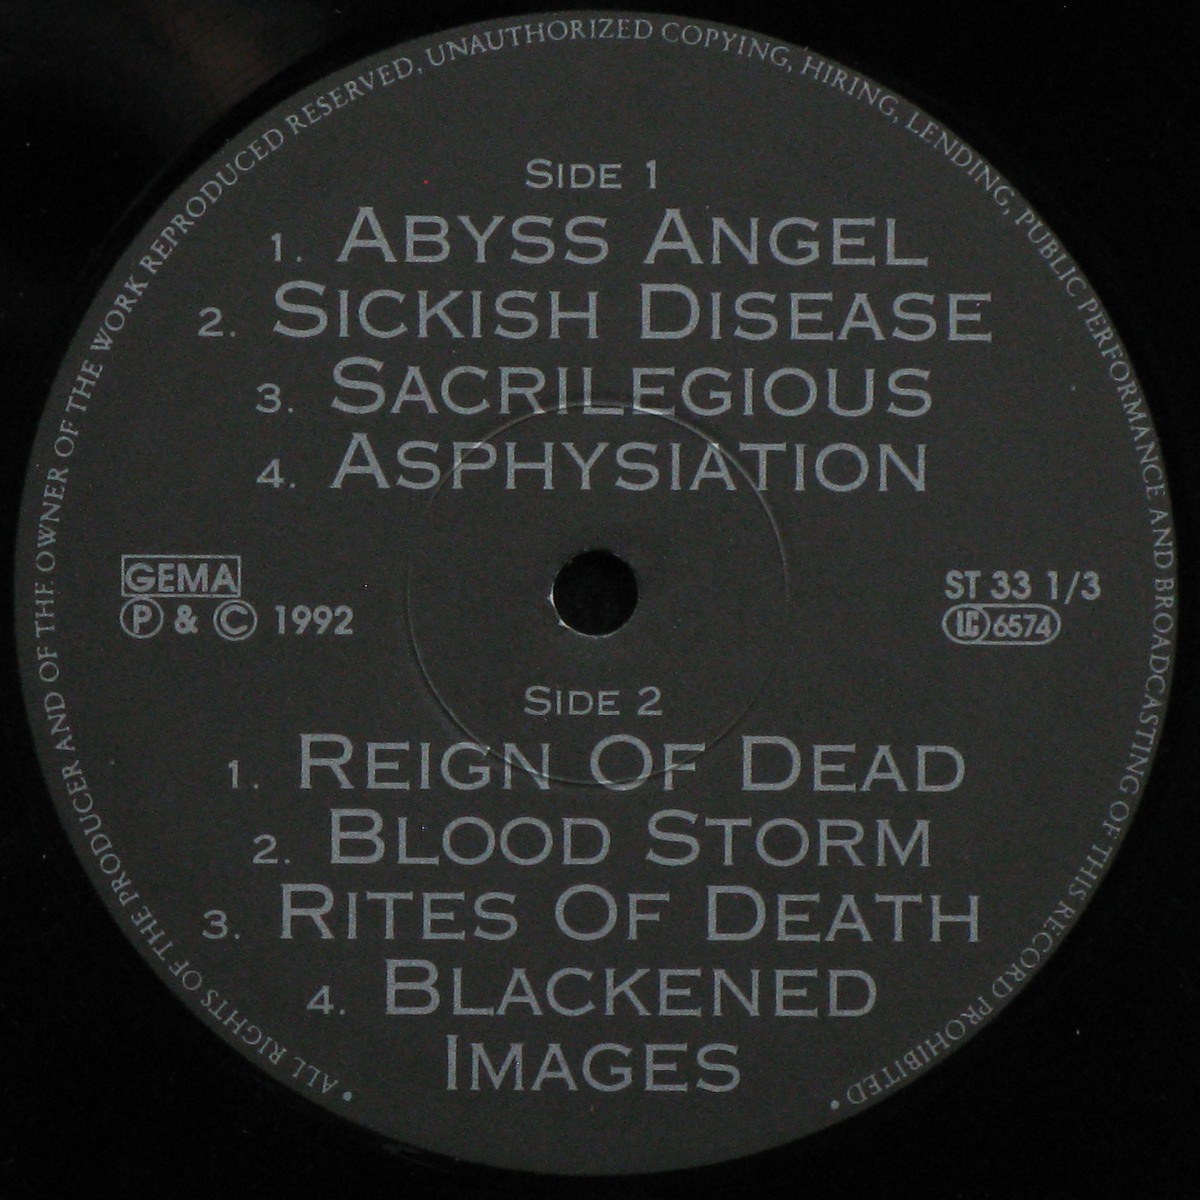 • ALL RIGHTS OF THE PRODUCER AND OF THE OWNER OF THE WORK REPRODUCED RESERVED, UNAUTHORIZED COPYING, HIRING, LENDING, PUBLIC PERFORMANCE AND BROADCASTING OF THIS RECORD PROHIBITED •
SIDE 1
1. ABYSS ANGEL
2. SICKISH DISEASE
3. SACRILEGIOUS
4. ASPHYSIATION
GEMA
Ⓟ & © 1992
ST 33 1/3
LC 6574
SIDE 2
1. REIGN OF DEAD
2. BLOOD STORM
3. RITES OF DEATH
4. BLACKENED
IMAGES